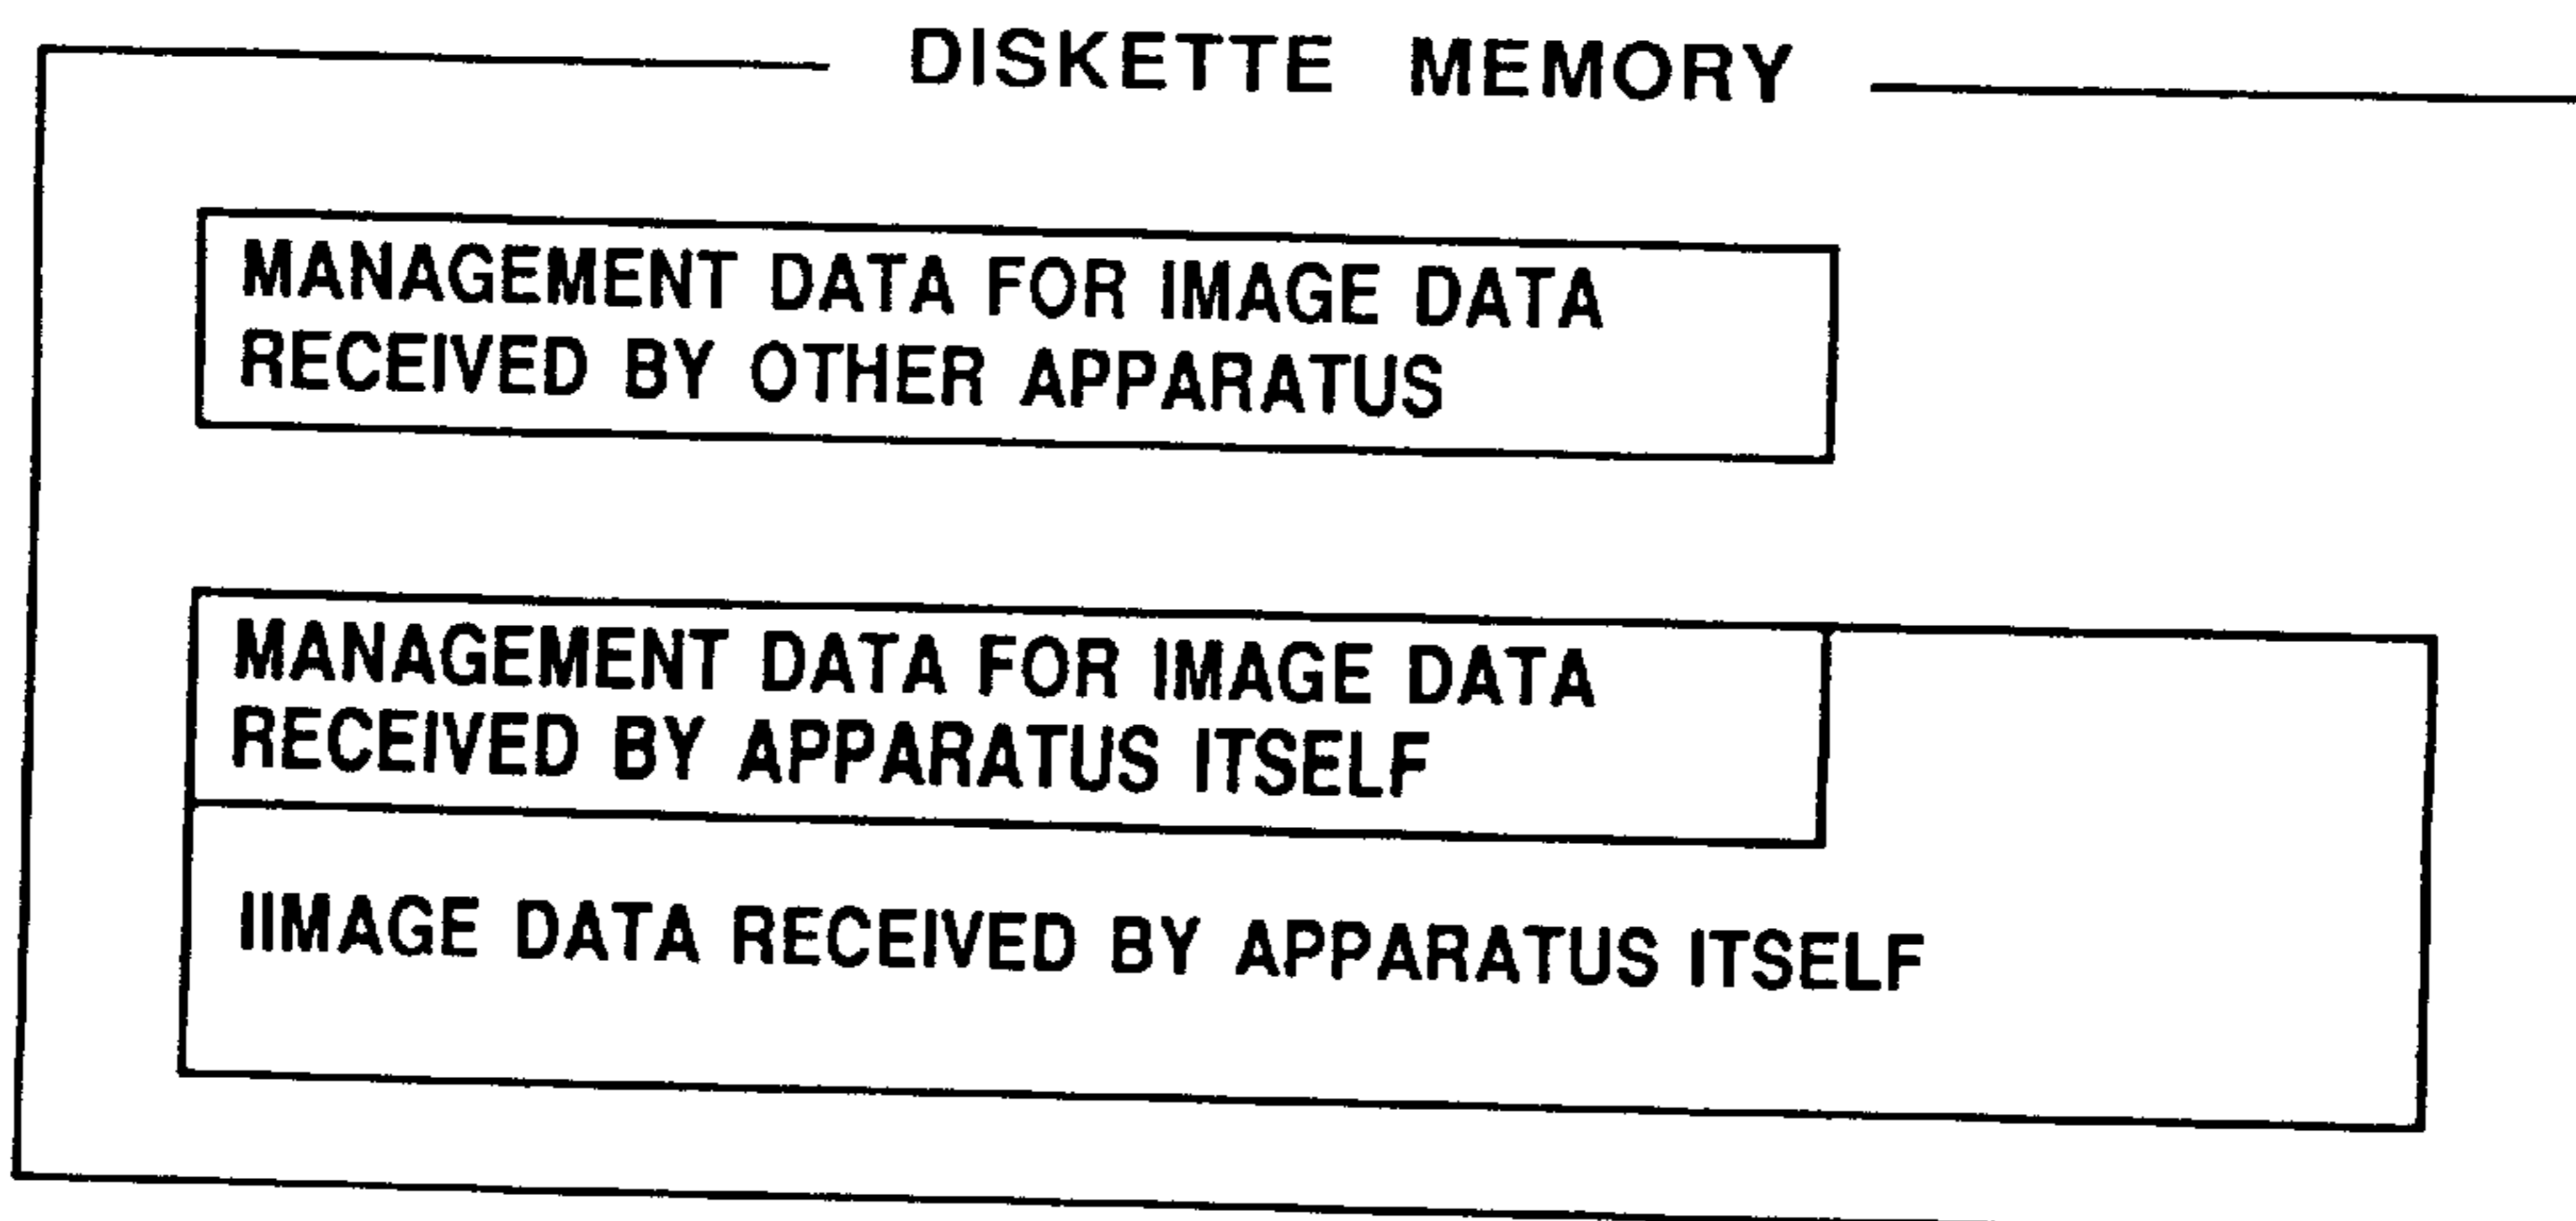 DISKETTE MEMORY
MANAGEMENT DATA FOR IMAGE DATA
RECEIVED BY OTHER APPARATUS
MANAGEMENT DATA FOR IMAGE DATA
RECEIVED BY APPARATUS ITSELF
IIMAGE DATA RECEIVED BY APPARATUS ITSELF